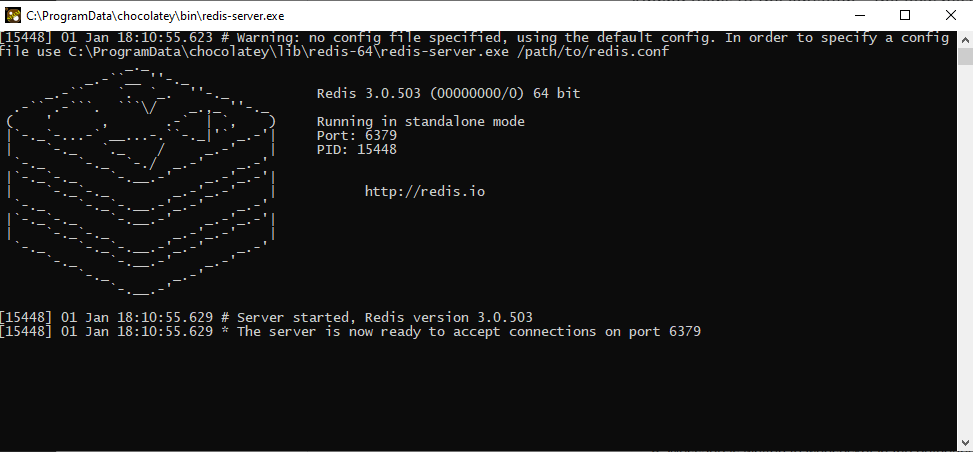 C:\ProgramData\chocolatey\bin\redis-server.exe
[15448] 01 Jan 18:10:55.623 # Warning: no config file specified, using the default config. In order to specify a config
file use C:\ProgramData\chocolatey\lib\redis-64\redis-server.exe /path/to/redis.conf
Redis 3.0.503 (00000000/0) 64 bit
Running in standalone mode
Port: 6379
PID: 15448
http://redis.io
[15448] 01 Jan 18:10:55.629 # Server started, Redis version 3.0.503
[15448] 01 Jan 18:10:55.629 * The server is now ready to accept connections on port 6379